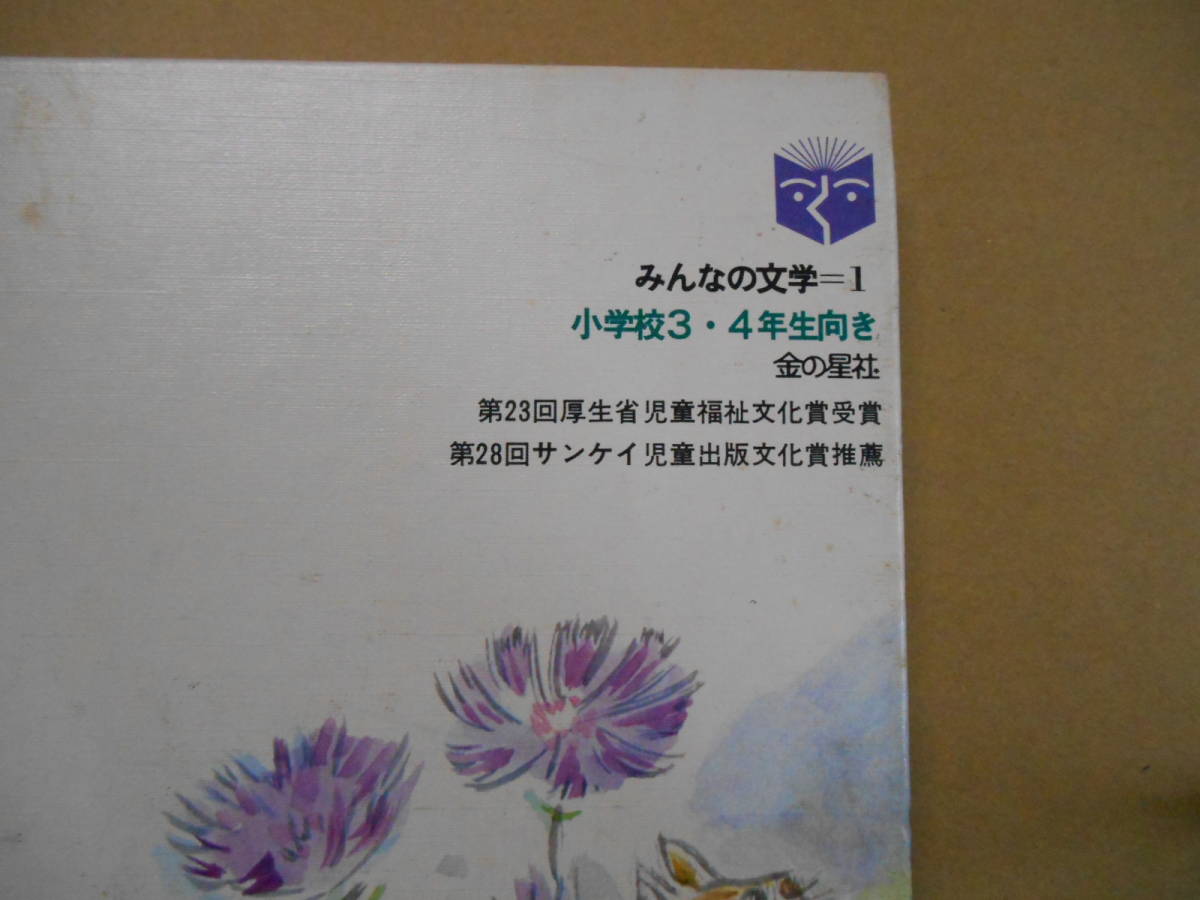 みんなの文学=1
小学校3・4年生向き
金の星社
第23回厚生省児童福祉文化賞受賞
第28回サンケイ児童出版文化賞推薦